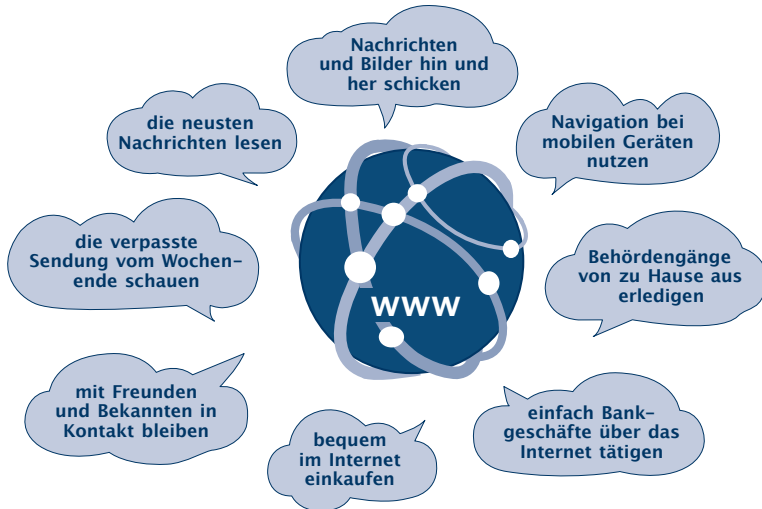 Nachrichten
und Bilder hin und
her schicken
die neusten
Nachrichten lesen
Navigation bei
mobilen Geräten
nutzen
die verpasste
Sendung vom Wochen-
ende schauen
Behördengänge
von zu Hause aus
erledigen
www
mit Freunden
und Bekannten in
Kontakt bleiben
bequem
im Internet
einkaufen
einfach Bank-
geschäfte über das
Internet tätigen